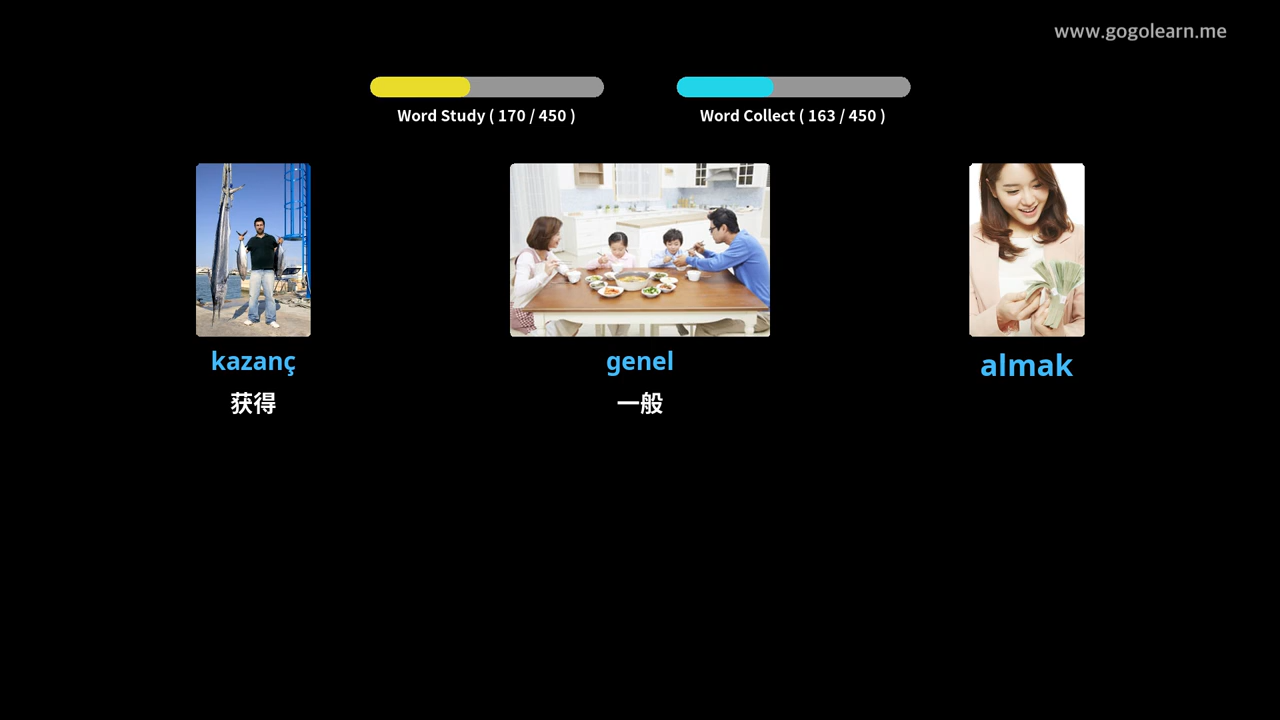 www.gogolearn.me
Word Study ( 170 / 450 )
Word Collect ( 163 / 450 )
kazanç
genel
almak
获得
一般